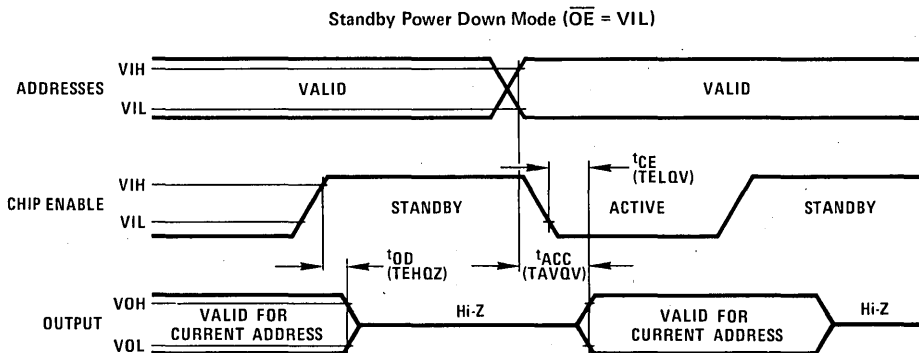 Standby Power Down Mode (OE = VIL)
ADDRESSES
VIH
VIL
VALID
VALID
CHIP ENABLE
VIH
VIL
STANDBY
tCE
(TELQV)
ACTIVE
STANDBY
tOD
(TEHQZ)
tACC
(TAVQV)
OUTPUT
VOH
VOL
VALID FOR
CURRENT ADDRESS
Hi-Z
VALID FOR
CURRENT ADDRESS
Hi-Z